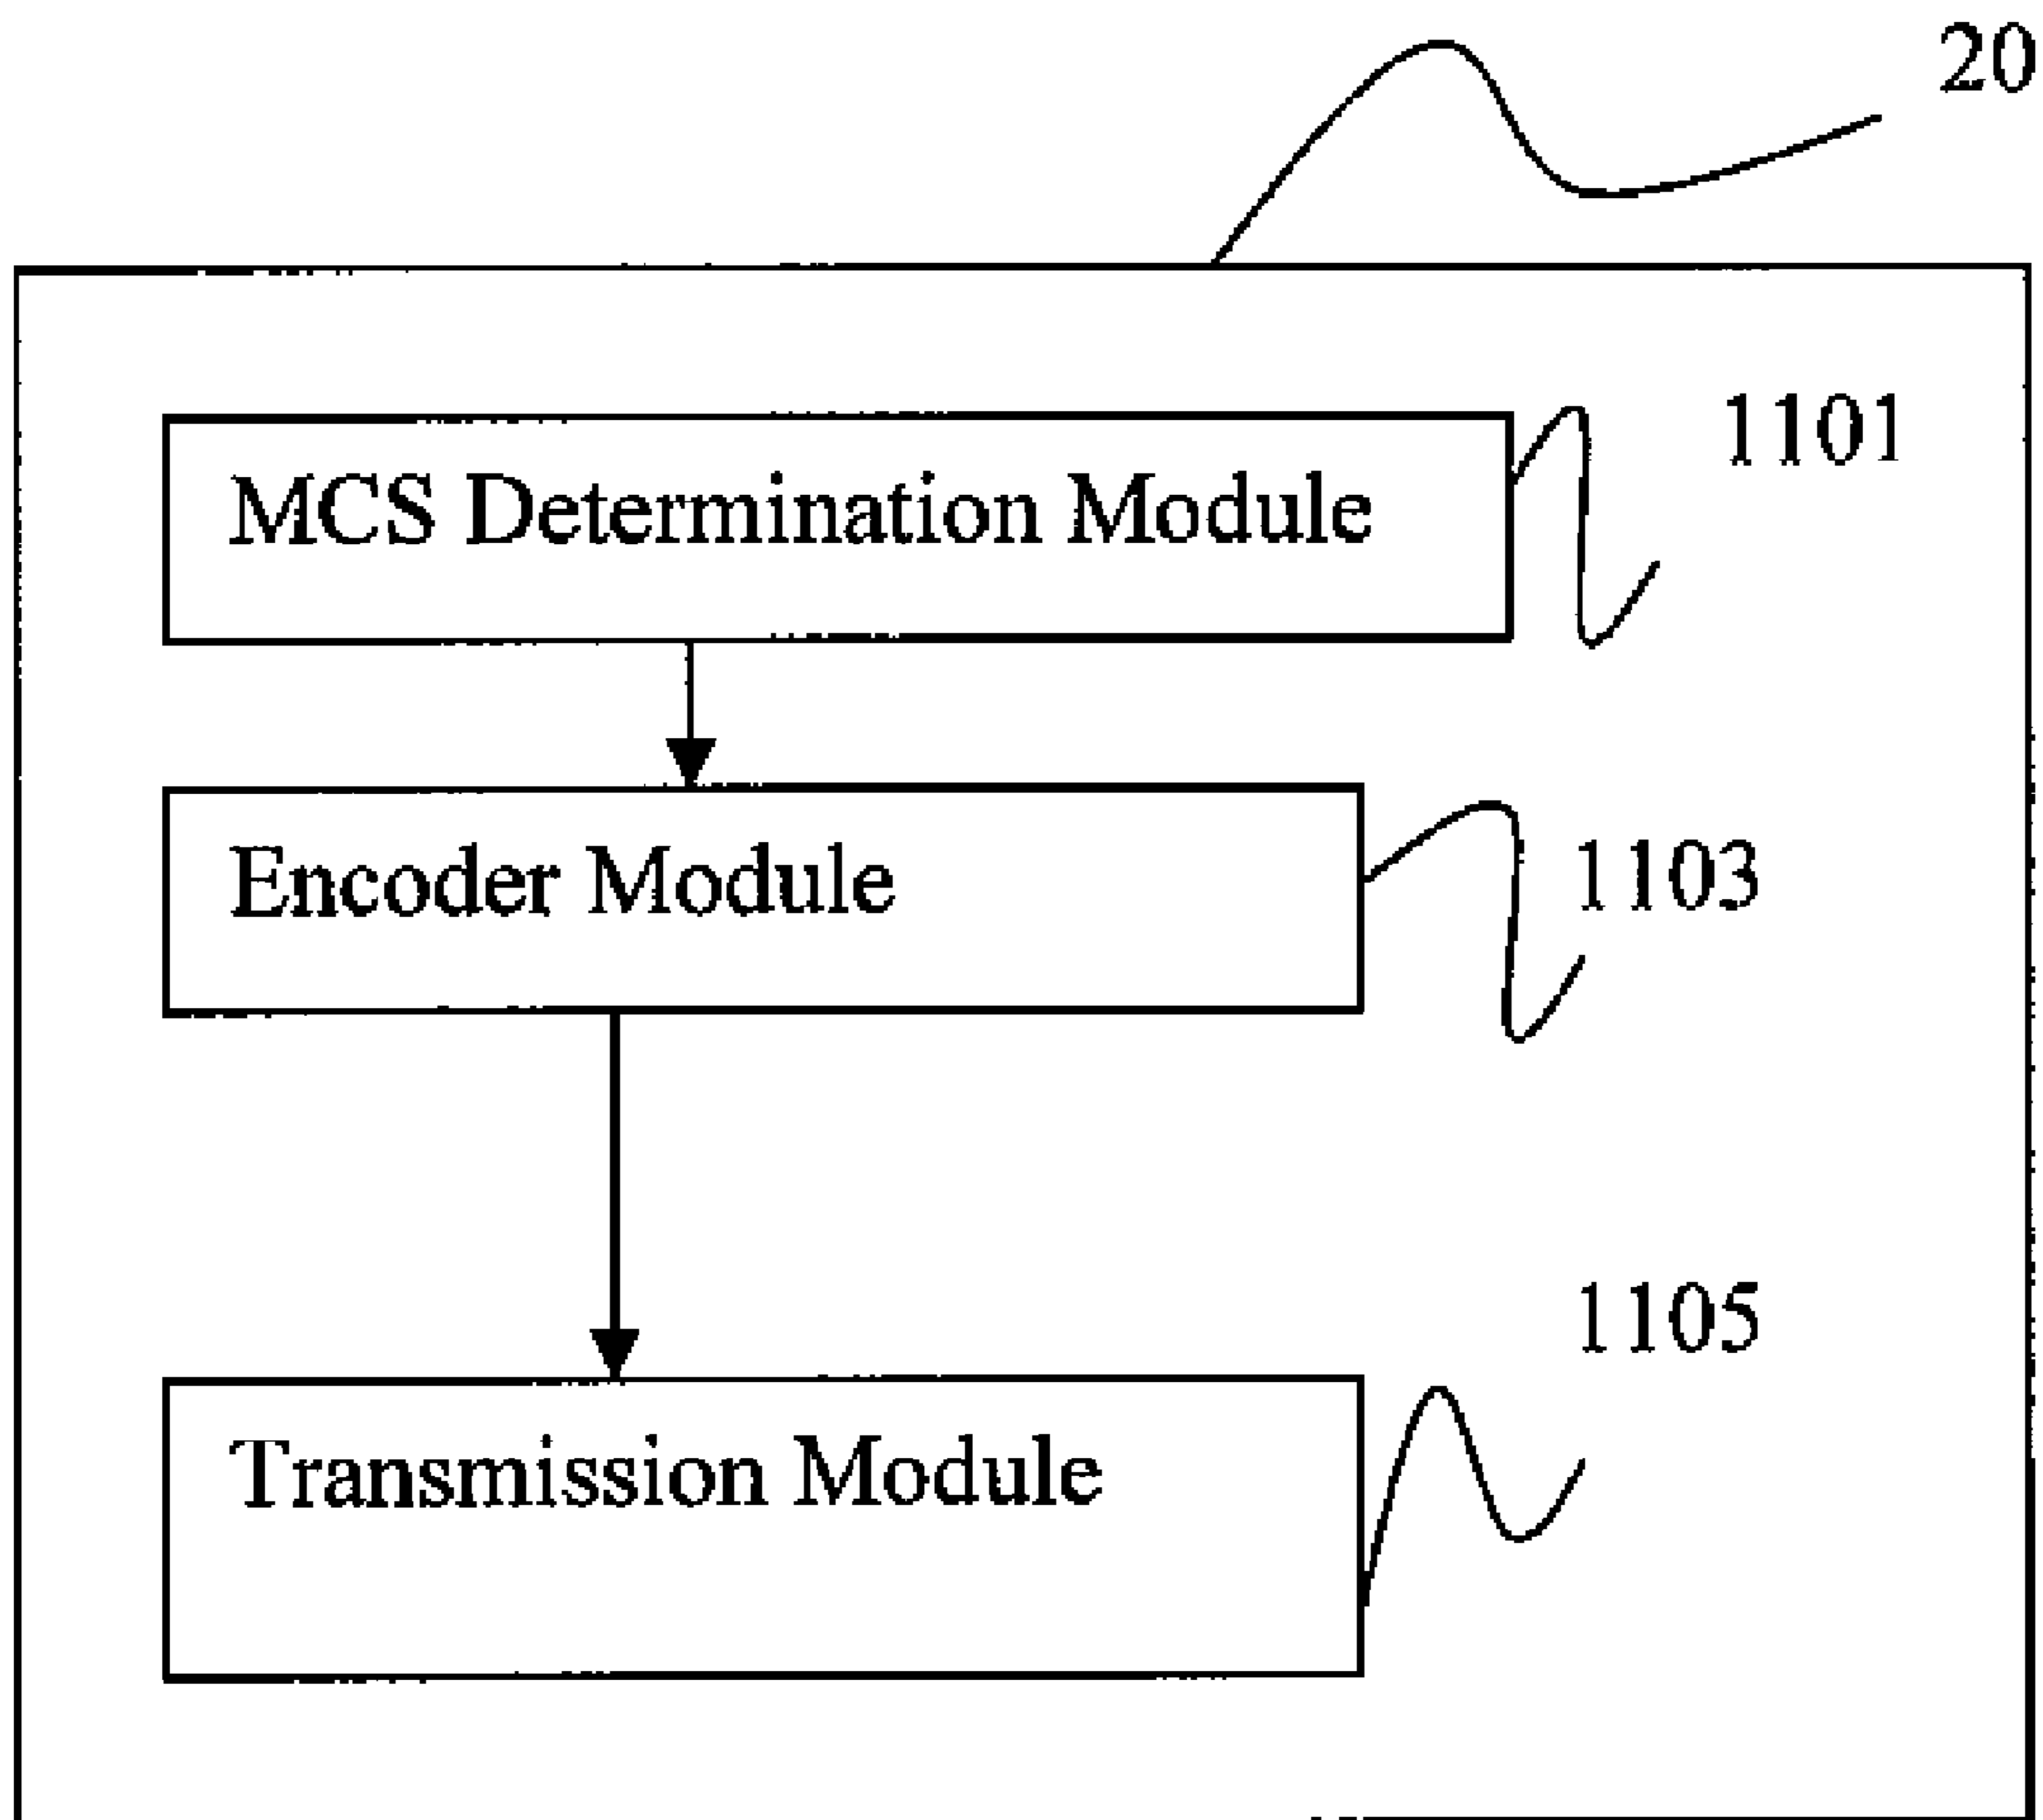 20
1101
MCS Determination Module
Encoder Module
1103
1105
Transmission Module